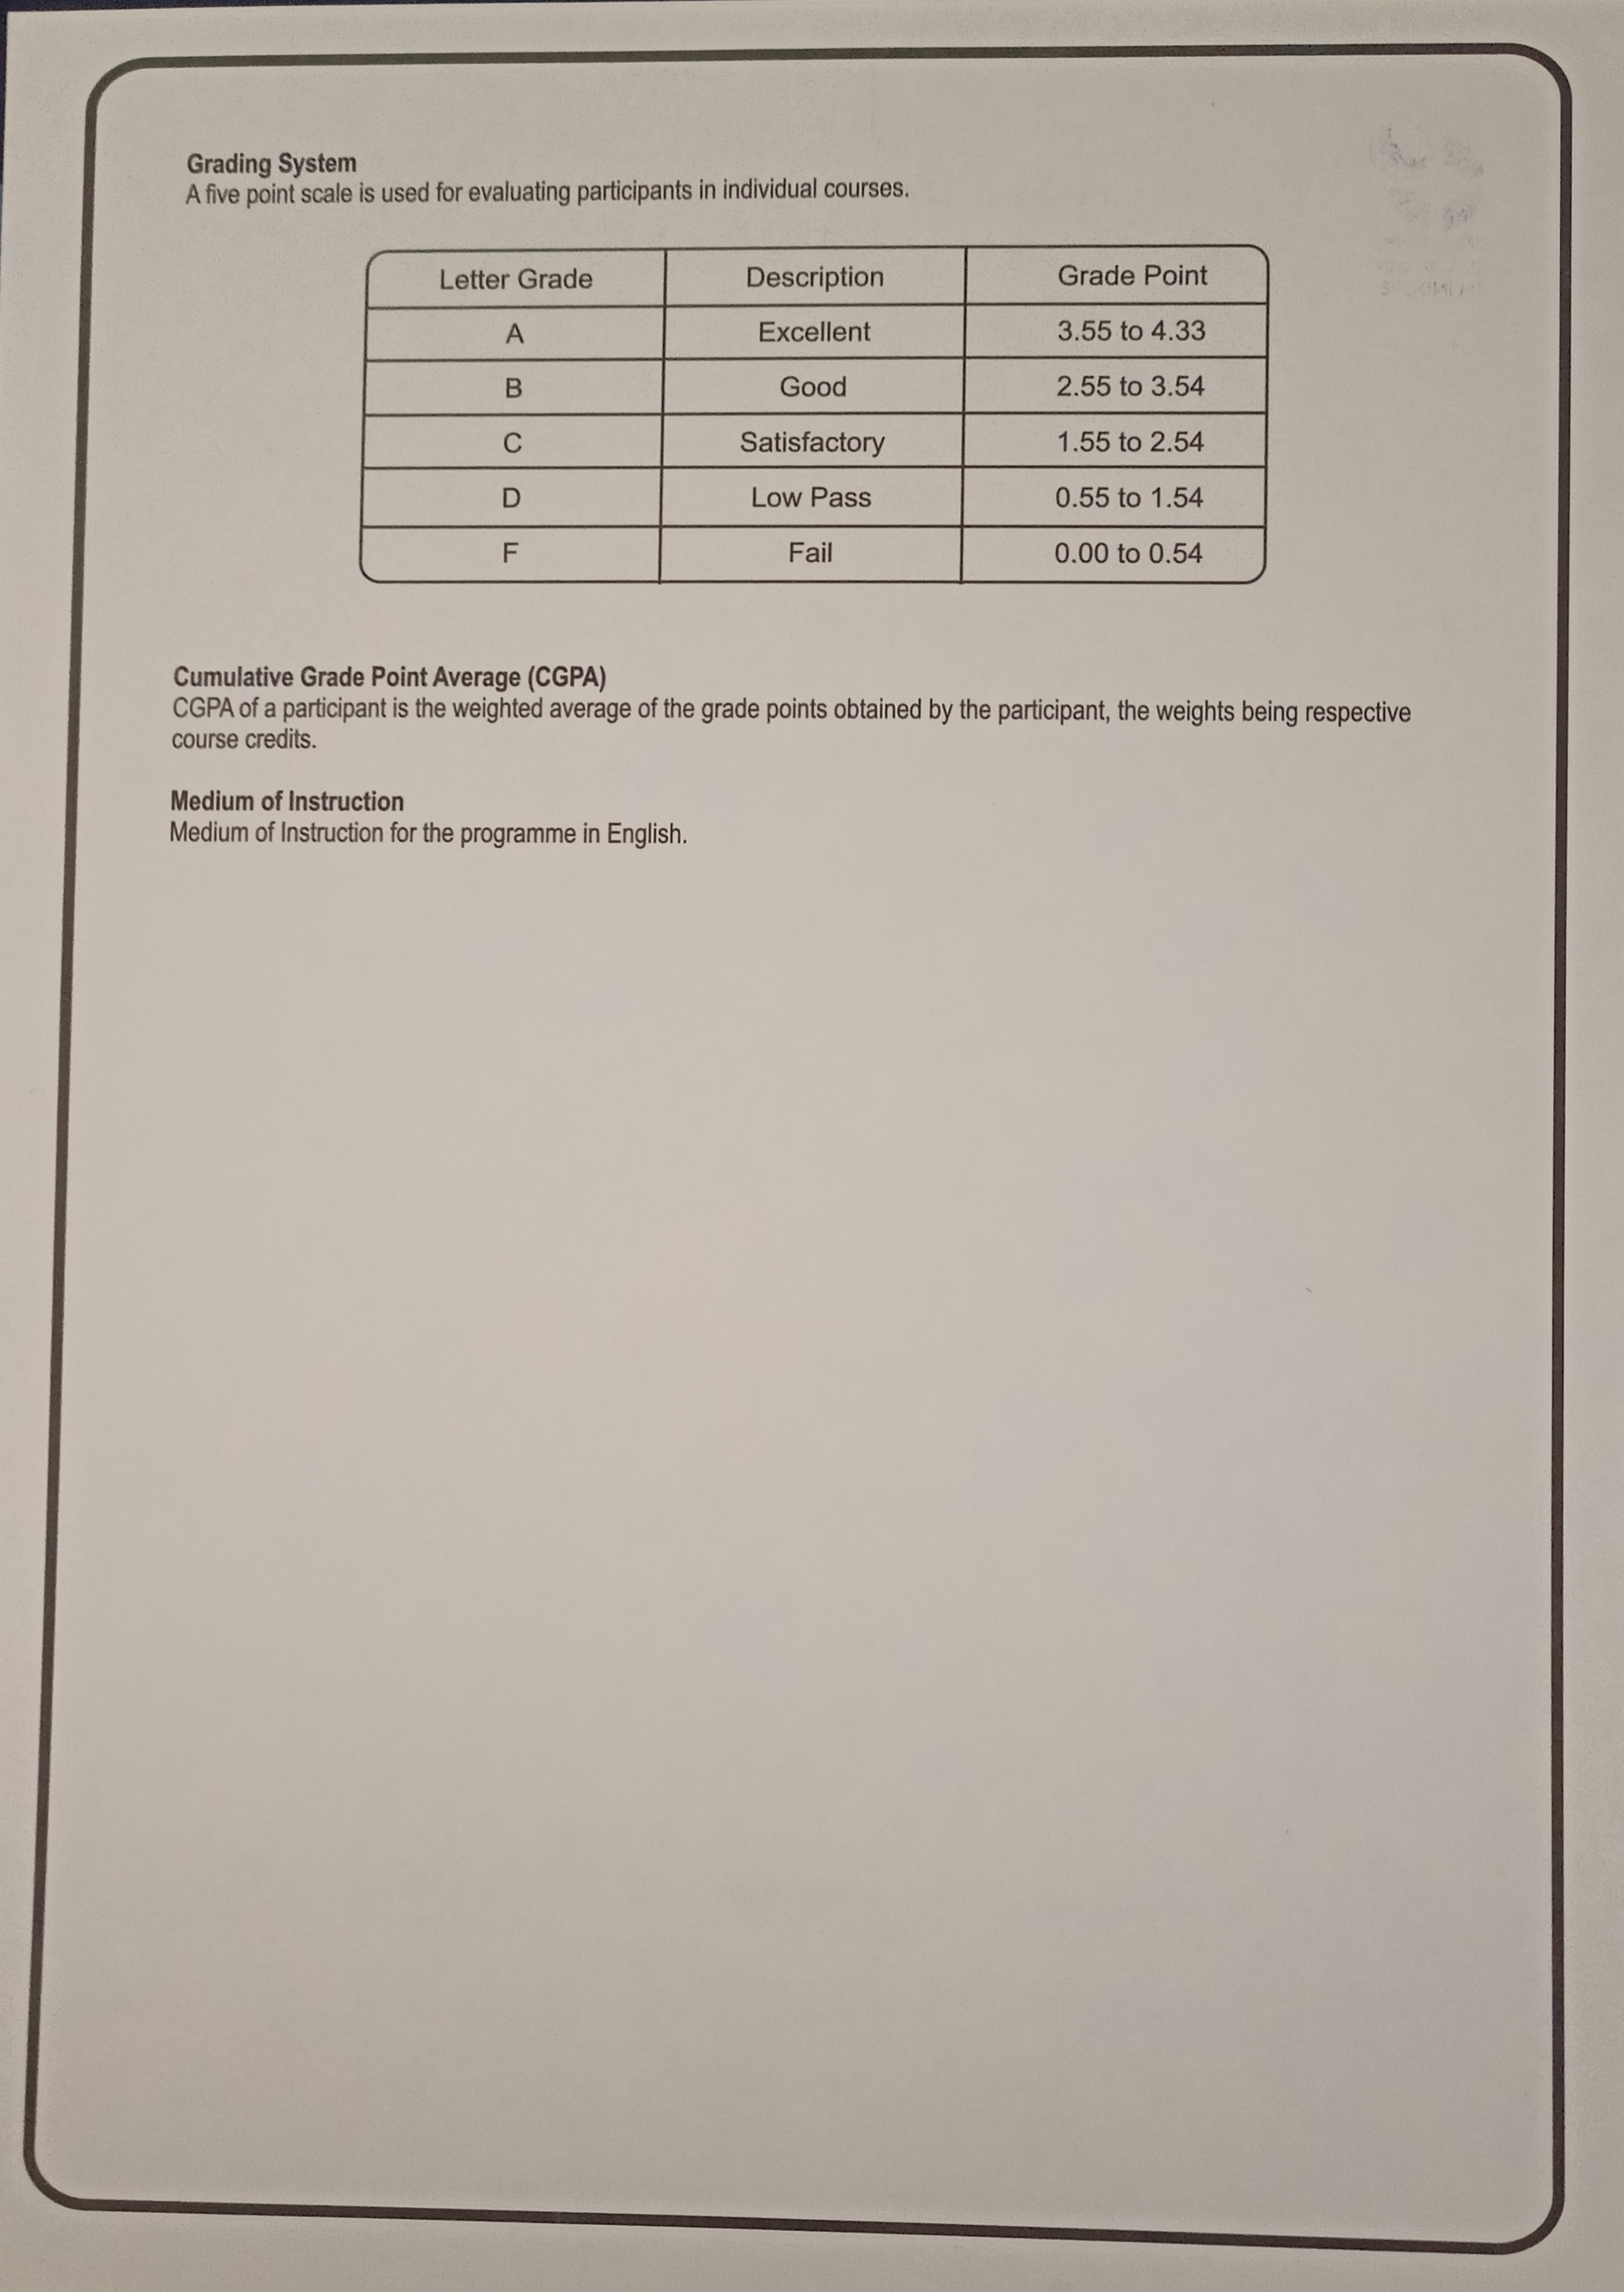 Grading System
A five point scale is used for evaluating participants in individual courses.
Letter Grade Description Grade Point
A Excellent 3.55 to 4.33
B Good 2.55 to 3.54
C Satisfactory 1.55 to 2.54
D Low Pass 0.55 to 1.54
F Fail 0.00 to 0.54
Cumulative Grade Point Average (CGPA)
CGPA of a participant is the weighted average of the grade points obtained by the participant, the weights being respective
course credits.
Medium of Instruction
Medium of Instruction for the programme in English.